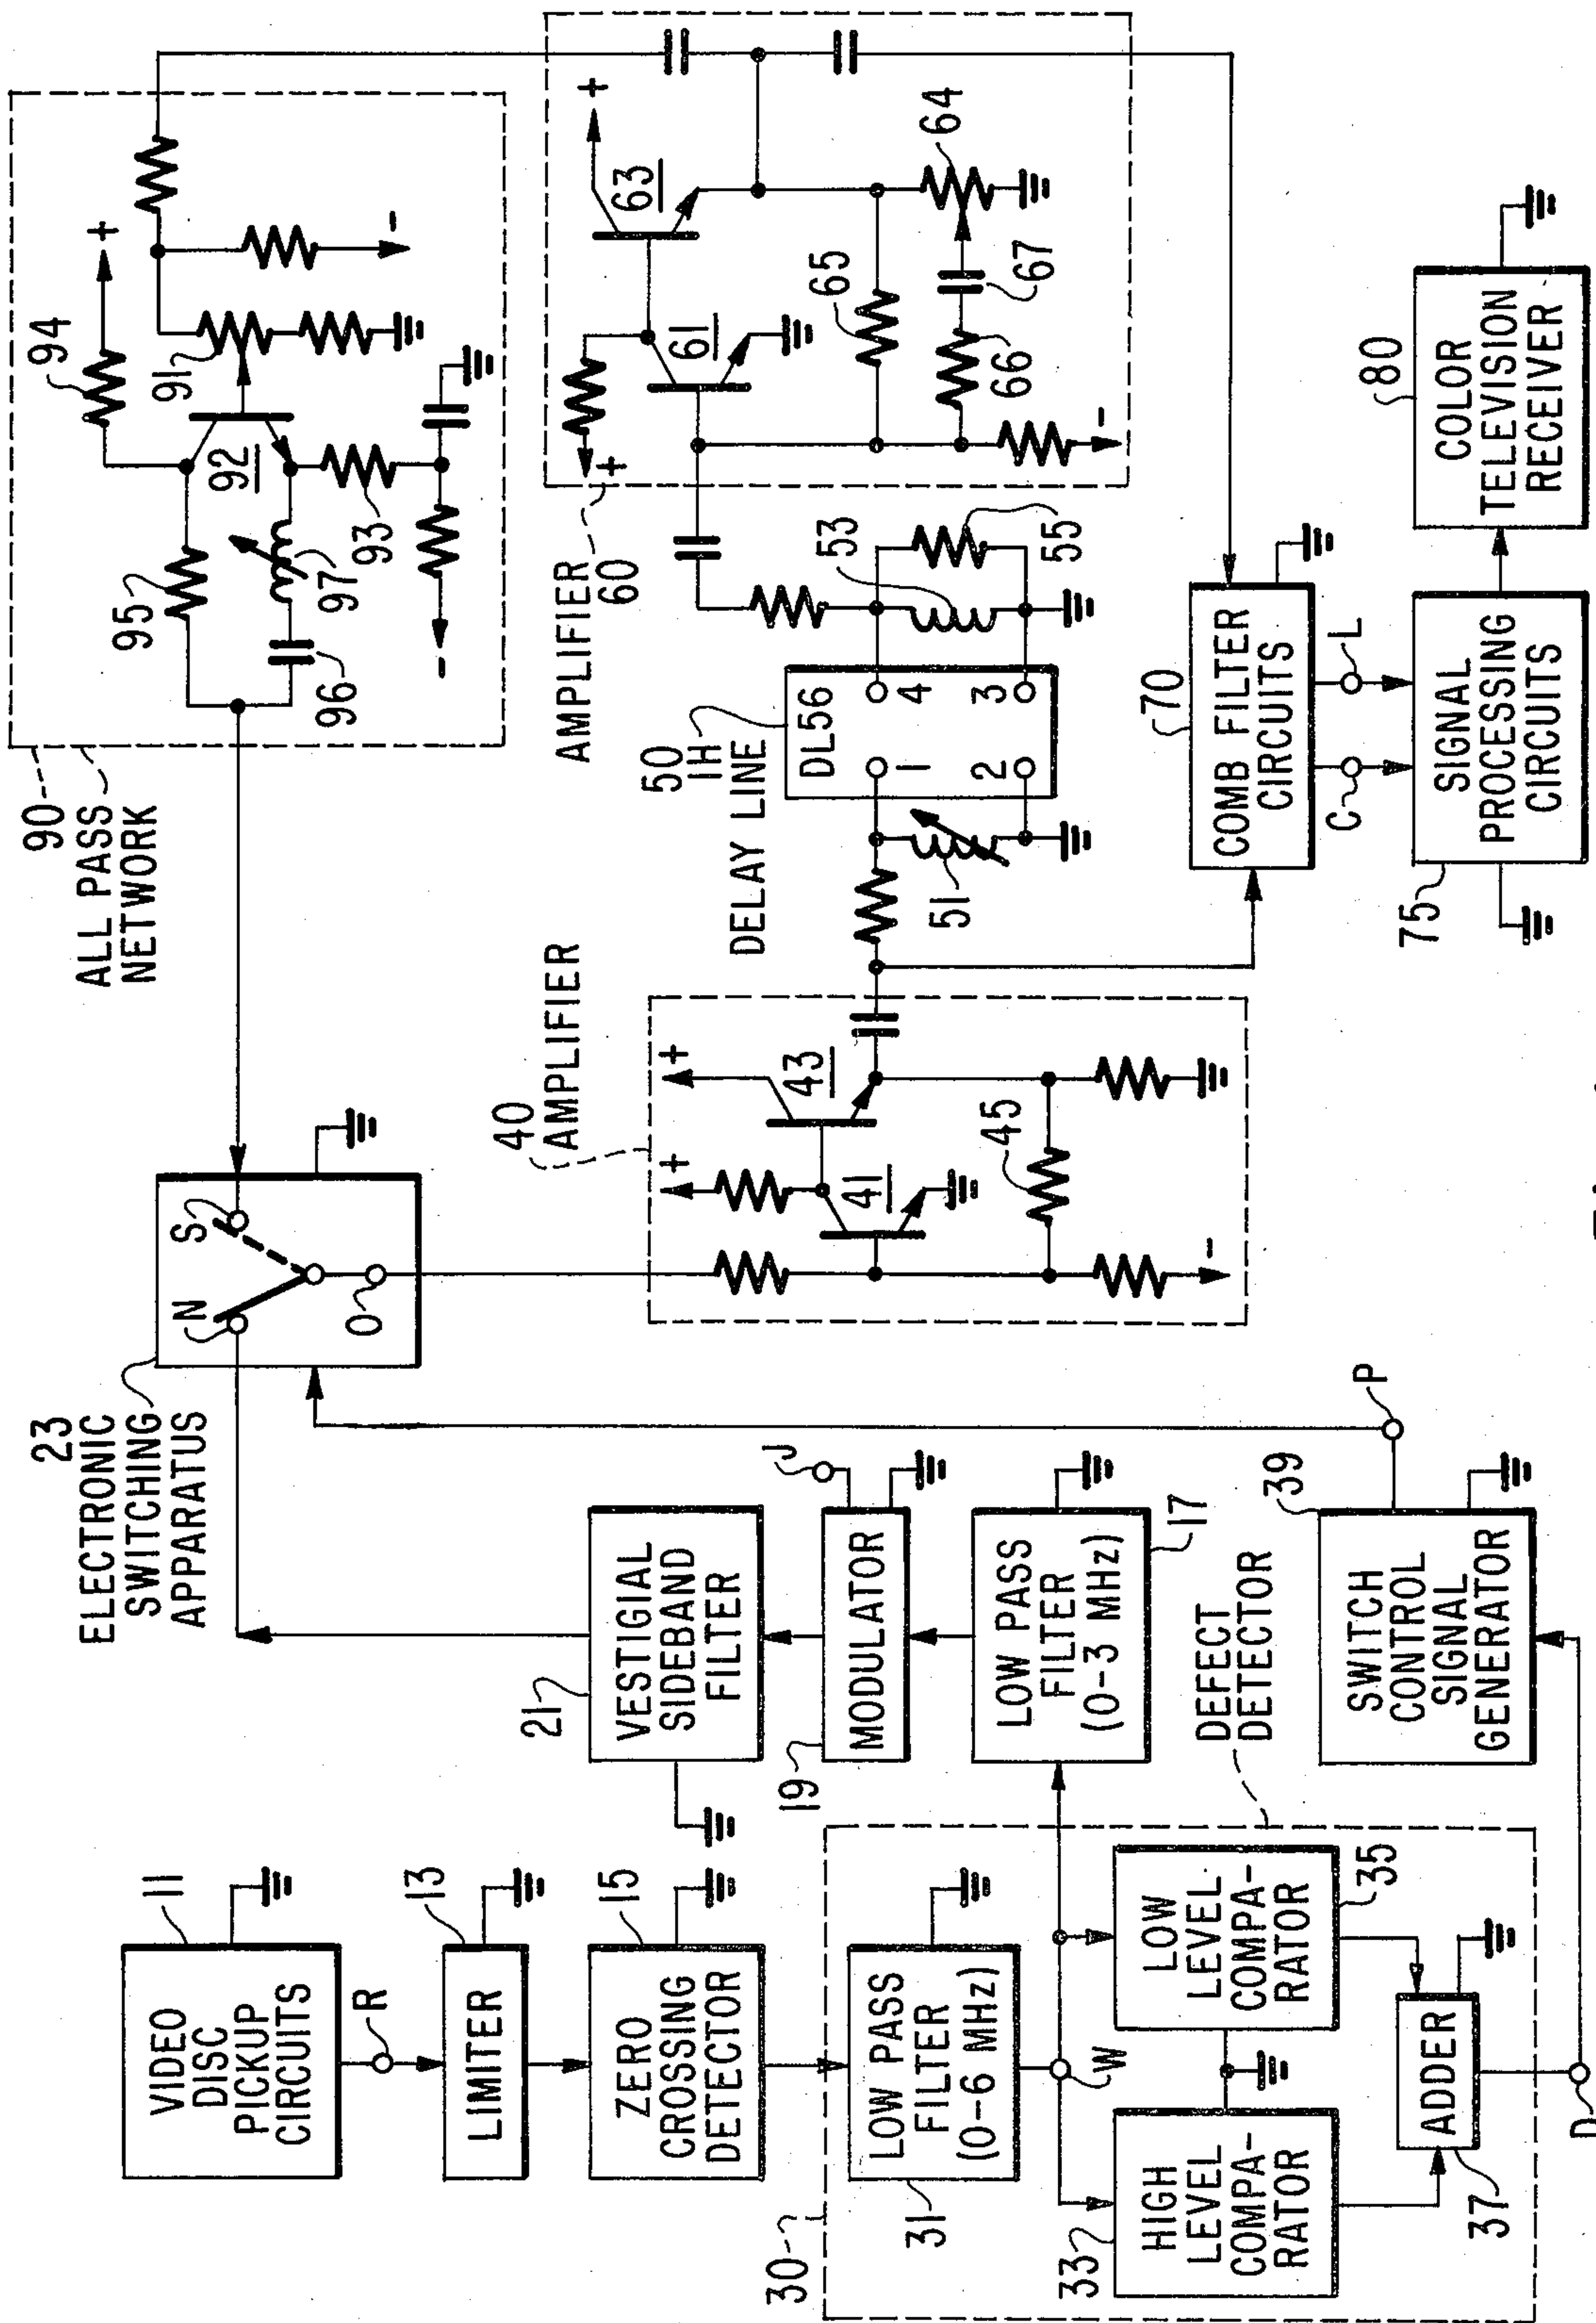 11
VIDEO
DISC
PICKUP
CIRCUITS
R
13
LIMITER
15
ZERO
CROSSING
DETECTOR
30
31
LOW PASS
FILTER
(0-6 MHz)
W
33
HIGH
LEVEL
COMPA-
RATOR
LOW
LEVEL
COMPA-
RATOR
35
ADDER
37
D
DEFECT
DETECTOR
LOW PASS
FILTER
(0-3 MHz)
17
19
MODULATOR
J
21
VESTIGIAL
SIDEBAND
FILTER
39
SWITCH
CONTROL
SIGNAL
GENERATOR
P
23
ELECTRONIC
SWITCHING
APPARATUS
N
S
O
40
AMPLIFIER
+
+
41
43
45
-
50
1H
DELAY LINE
DL56
1
2
3
4
51
53
55
AMPLIFIER
60
+
+
61
63
64
65
66
67
-
90
ALL PASS
NETWORK
91
92
93
94
95
96
97
+
-
-
70
COMB FILTER
CIRCUITS
C
L
75
SIGNAL
PROCESSING
CIRCUITS
80
COLOR
TELEVISION
RECEIVER